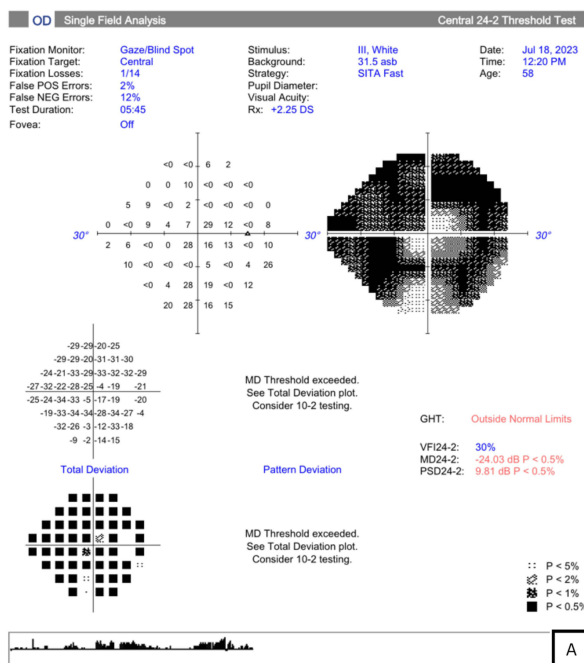 OD Single Field Analysis Central 24-2 Threshold Test
Fixation Monitor: Gaze/Blind Spot Stimulus: III, White Date: Jul 18, 2023
Fixation Target: Central Background: 31.5 asb Time: 12:20 PM
Fixation Losses: 1/14 Strategy: SITA Fast Age: 58
False POS Errors: 2% Pupil Diameter:
False NEG Errors: 12% Visual Acuity:
Test Duration: 05:45 Rx: +2.25 DS
Fovea: Off
<0 <0 6 2
0 0 10 <0 <0 <0
5 9 <0 2 <0 <0 <0 0
0 <0 9 4 7 29 12 <0 8
30° 30° 30°
2 6 <0 0 28 16 13 <0 10
10 <0 <0 <0 5 <0 4 26
<0 4 28 19 <0 12
20 28 16 15
-29 -29 -20 -25
-29 -29 -20 -31 -31 -30
-24 -21 -33 -29 -33 -32 -32 -29
-27 -32 -22 -28 -25 -4 -19 -21
-25 -24 -34 -33 -5 -17 -19 -20
-19 -33 -34 -34 -28 -34 -27 -4
-32 -26 -3 -12 -33 -18
-9 -2 -14 -15
MD Threshold exceeded.
See Total Deviation plot.
Consider 10-2 testing.
GHT: Outside Normal Limits
VFI24-2: 30%
MD24-2: -24.03 dB P < 0.5%
PSD24-2: 9.81 dB P < 0.5%
Total Deviation Pattern Deviation
MD Threshold exceeded.
See Total Deviation plot.
Consider 10-2 testing.
P < 5%
P < 2%
P < 1%
P < 0.5%
A